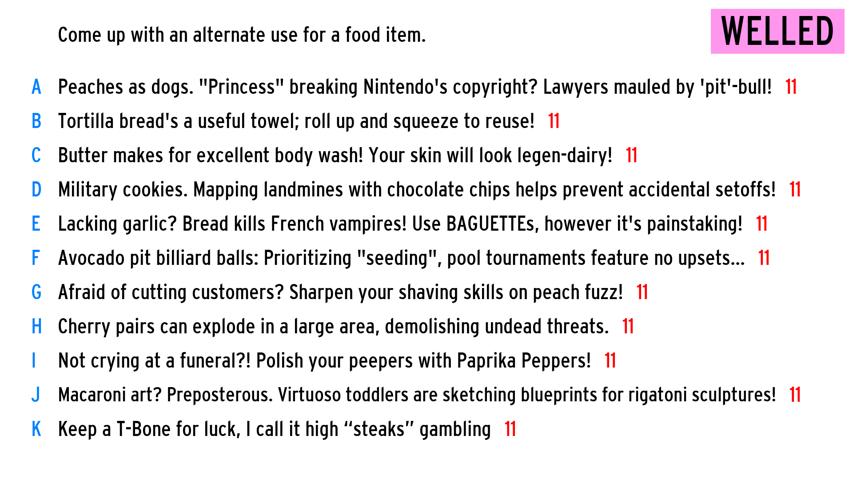 WELLED
Come up with an alternate use for a food item.
A Peaches as dogs. "Princess" breaking Nintendo's copyright? Lawyers mauled by 'pit'-bull! 11
B Tortilla bread's a useful towel; roll up and squeeze to reuse! 11
C Butter makes for excellent body wash! Your skin will look legen-dairy! 11
D Military cookies. Mapping landmines with chocolate chips helps prevent accidental setoffs! 11
E Lacking garlic? Bread kills French vampires! Use BAGUETTEs, however it's painstaking! 11
F Avocado pit billiard balls: Prioritizing "seeding", pool tournaments feature no upsets... 11
G Afraid of cutting customers? Sharpen your shaving skills on peach fuzz! 11
H Cherry pairs can explode in a large area, demolishing undead threats. 11
I Not crying at a funeral?! Polish your peepers with Paprika Peppers! 11
J Macaroni art? Preposterous. Virtuoso toddlers are sketching blueprints for rigatoni sculptures! 11
K Keep a T-Bone for luck, I call it high “steaks” gambling 11